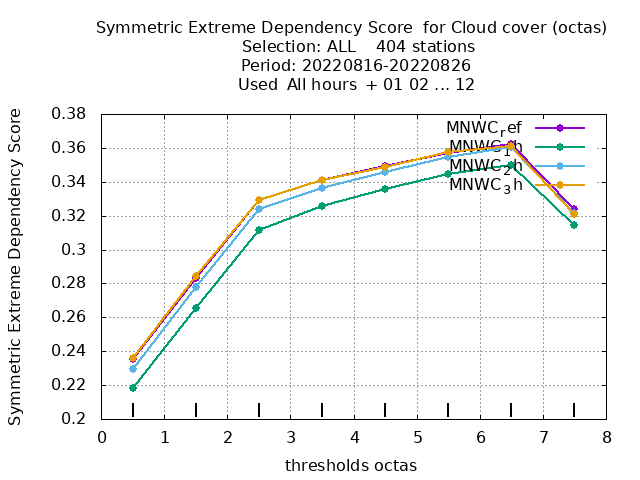 Symmetric Extreme Dependency Score for Cloud cover (octas)
Selection: ALL 404 stations
Period: 20220816-20220826
Used All hours + 01 02 ... 12
Symmetric Extreme Dependency Score
0.38
0.36
0.34
0.32
0.3
0.28
0.26
0.24
0.22
0.2
MNWC_ref
MNWC_1h
MNWC_2h
MNWC_3h
0 1 2 3 4 5 6 7 8
thresholds octas